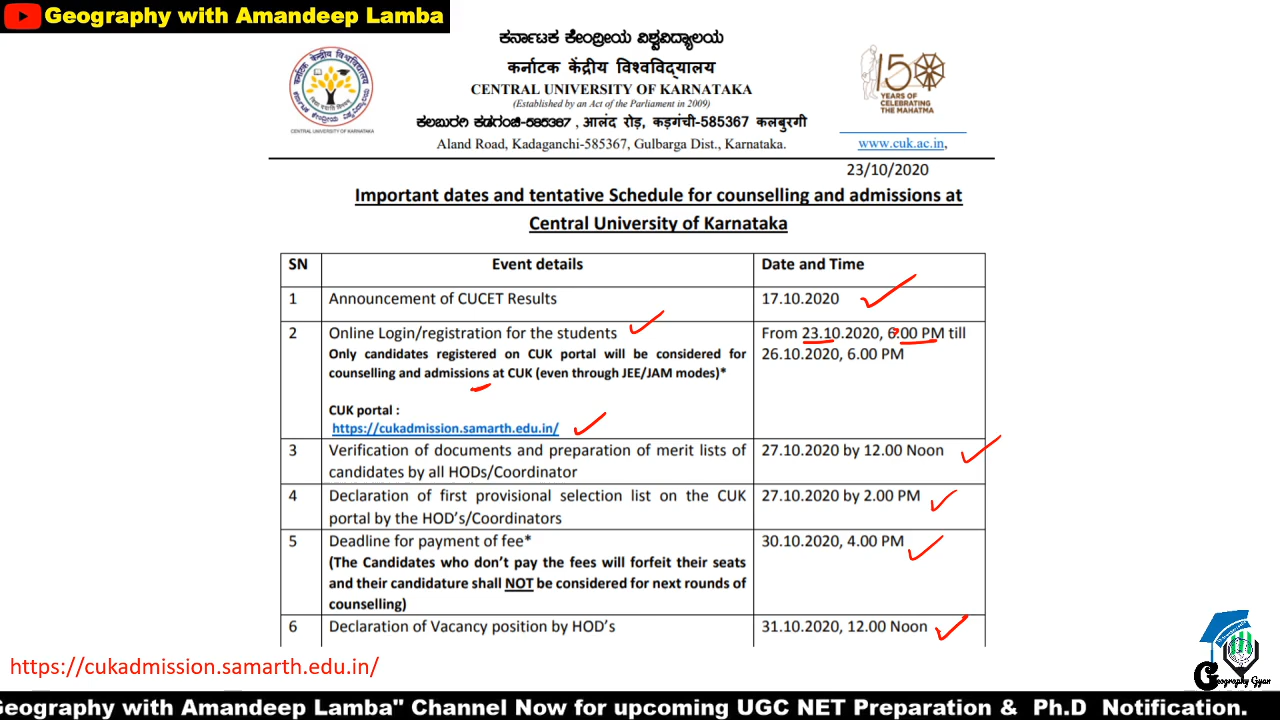 Geography with Amandeep Lamba
ಕರ್ನಾಟಕ ಕೇಂದ್ರೀಯ ವಿಶ್ವವಿದ್ಯಾಲಯ
कर्नाटक केंद्रीय विश्वविद्यालय
CENTRAL UNIVERSITY OF KARNATAKA
(Established by an Act of the Parliament in 2009)
ಕಲಬುರಗಿ ಕಡಗಂಚಿ-585367 , आलंद रोड़, कड़गंची-585367 कलबुरगी
Aland Road, Kadaganchi-585367, Gulbarga Dist., Karnataka.
CENTRAL UNIVERSITY OF KARNATAKA
150
YEARS OF
CELEBRATING
THE MAHATMA
www.cuk.ac.in,
23/10/2020
Important dates and tentative Schedule for counselling and admissions at
Central University of Karnataka
SN Event details Date and Time
1 Announcement of CUCET Results 17.10.2020
2 Online Login/registration for the students From 23.10.2020, 6:00 PM till
Only candidates registered on CUK portal will be considered for 26.10.2020, 6.00 PM
counselling and admissions at CUK (even through JEE/JAM modes)*
CUK portal :
https://cukadmission.samarth.edu.in/
3 Verification of documents and preparation of merit lists of 27.10.2020 by 12.00 Noon
candidates by all HODs/Coordinator
4 Declaration of first provisional selection list on the CUK 27.10.2020 by 2.00 PM
portal by the HOD's/Coordinators
5 Deadline for payment of fee* 30.10.2020, 4.00 PM
(The Candidates who don't pay the fees will forfeit their seats
and their candidature shall NOT be considered for next rounds of
counselling)
6 Declaration of Vacancy position by HOD's 31.10.2020, 12.00 Noon
https://cukadmission.samarth.edu.in/
Geography Gyan
Geography with Amandeep Lamba" Channel Now for upcoming UGC NET Preparation & Ph.D Notification.